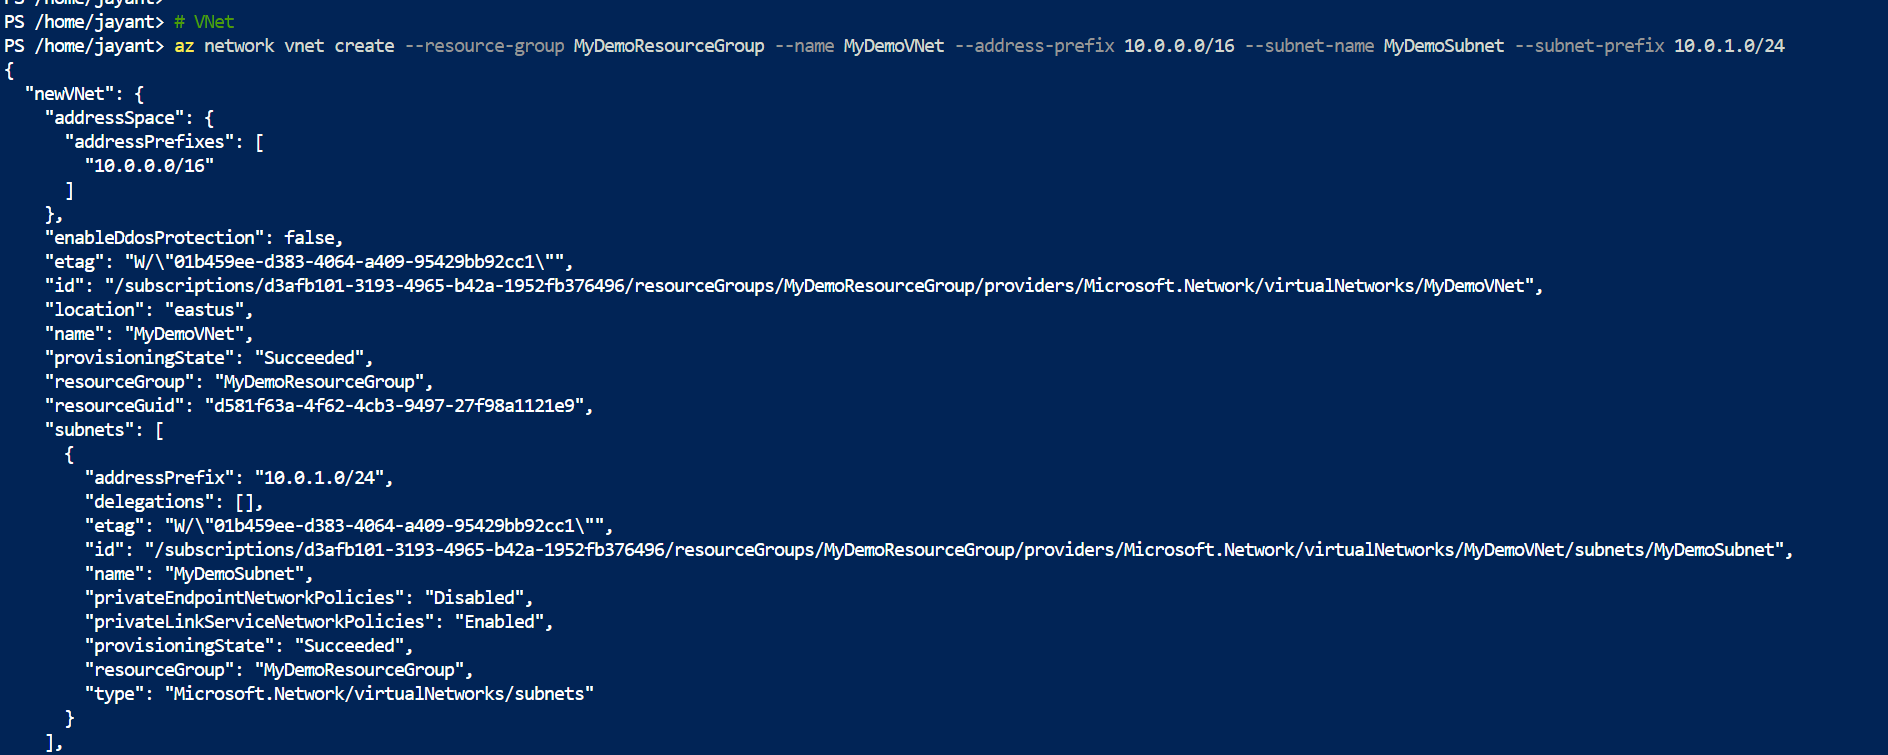 PS /home/jayant>
PS /home/jayant> # VNet
PS /home/jayant> az network vnet create --resource-group MyDemoResourceGroup --name MyDemoVNet --address-prefix 10.0.0.0/16 --subnet-name MyDemoSubnet --subnet-prefix 10.0.1.0/24
{
  "newVNet": {
    "addressSpace": {
      "addressPrefixes": [
        "10.0.0.0/16"
      ]
    },
    "enableDdosProtection": false,
    "etag": "W/\"01b459ee-d383-4064-a409-95429bb92cc1\"",
    "id": "/subscriptions/d3afb101-3193-4965-b42a-1952fb376496/resourceGroups/MyDemoResourceGroup/providers/Microsoft.Network/virtualNetworks/MyDemoVNet",
    "location": "eastus",
    "name": "MyDemoVNet",
    "provisioningState": "Succeeded",
    "resourceGroup": "MyDemoResourceGroup",
    "resourceGuid": "d581f63a-4f62-4cb3-9497-27f98a1121e9",
    "subnets": [
      {
        "addressPrefix": "10.0.1.0/24",
        "delegations": [],
        "etag": "W/\"01b459ee-d383-4064-a409-95429bb92cc1\"",
        "id": "/subscriptions/d3afb101-3193-4965-b42a-1952fb376496/resourceGroups/MyDemoResourceGroup/providers/Microsoft.Network/virtualNetworks/MyDemoVNet/subnets/MyDemoSubnet",
        "name": "MyDemoSubnet",
        "privateEndpointNetworkPolicies": "Disabled",
        "privateLinkServiceNetworkPolicies": "Enabled",
        "provisioningState": "Succeeded",
        "resourceGroup": "MyDemoResourceGroup",
        "type": "Microsoft.Network/virtualNetworks/subnets"
      }
    ],